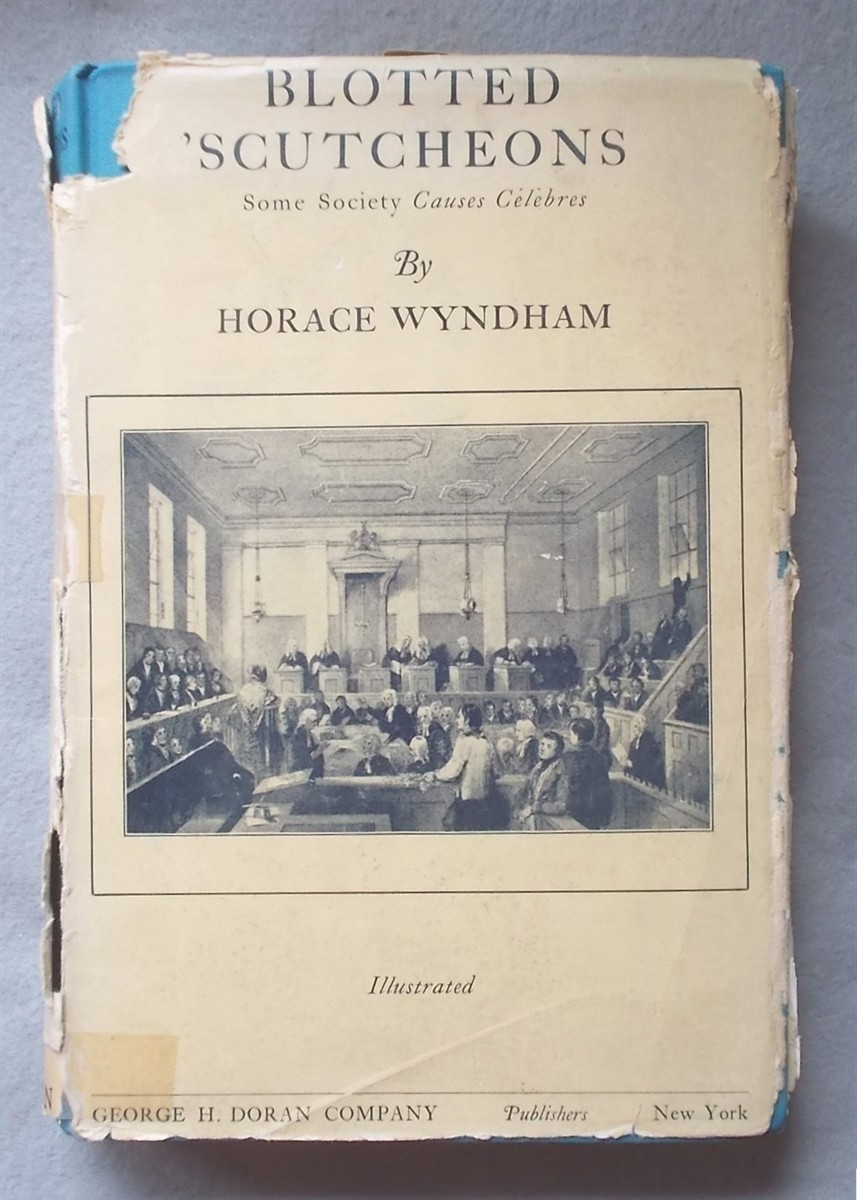 BLOTTED
'SCUTCHEONS
Some Society Causes Célèbres
By
HORACE WYNDHAM
Illustrated
GEORGE H. DORAN COMPANY Publishers New York